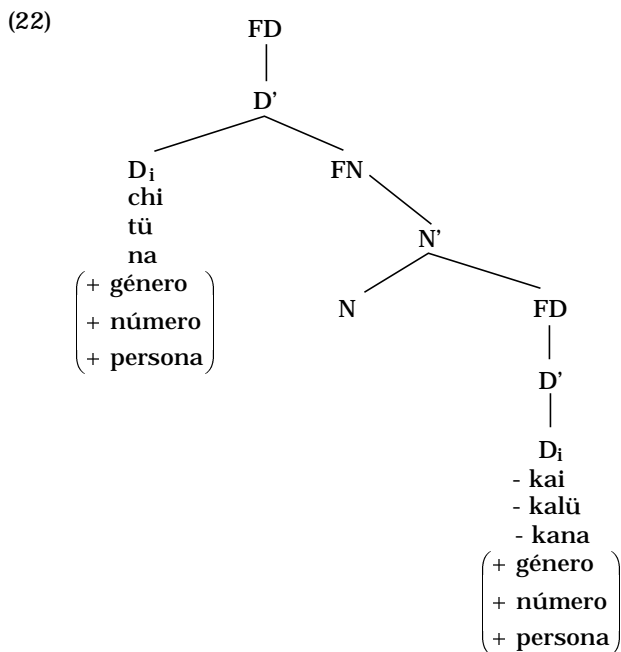 (22)
FD
D’
Di FN
chi
tü
na
N’
+ género
+ número
+ persona
N FD
D’
Di
- kai
- kalü
- kana
+ género
+ número
+ persona